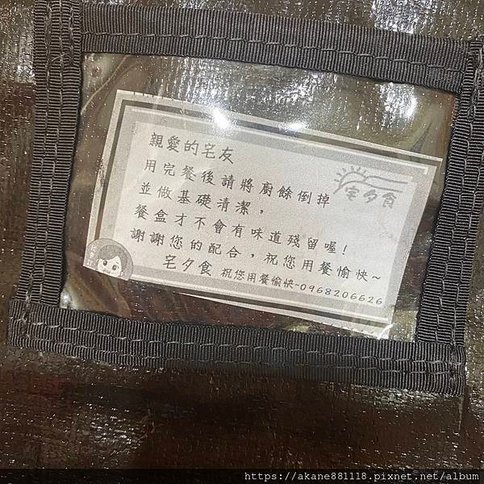 親愛的宅友
宅夕食
用完餐後請將廚餘倒掉
並做基礎清潔，
餐盒才不會有味道殘留喔!
謝謝您的配合，祝您用餐愉快~
宅夕食 祝您用餐愉快-0968206626
https://akane881118.pixnet.net/album